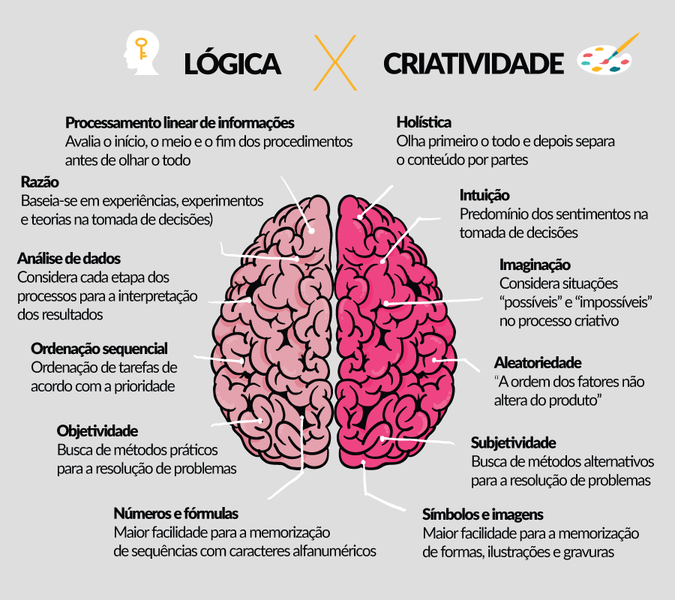 LÓGICA
X
CRIATIVIDADE
Processamento linear de informações
Avalia o início, o meio e o fim dos procedimentos
antes de olhar o todo
Razão
Baseia-se em experiências, experimentos
e teorias na tomada de decisões)
Análise de dados
Considera cada etapa dos
processos para a interpretação
dos resultados
Ordenação sequencial
Ordenação de tarefas de
acordo com a prioridade
Objetividade
Busca de métodos práticos
para a resolução de problemas
Números e fórmulas
Maior facilidade para a memorização
de sequências com caracteres alfanuméricos
Holística
Olha primeiro o todo e depois separa
o conteúdo por partes
Intuição
Predomínio dos sentimentos na
tomada de decisões
Imaginação
Considera situações
“possíveis” e “impossíveis”
no processo criativo
Aleatoriedade
“A ordem dos fatores não
altera do produto”
Subjetividade
Busca de métodos alternativos
para a resolução de problemas
Símbolos e imagens
Maior facilidade para a memorização
de formas, ilustrações e gravuras